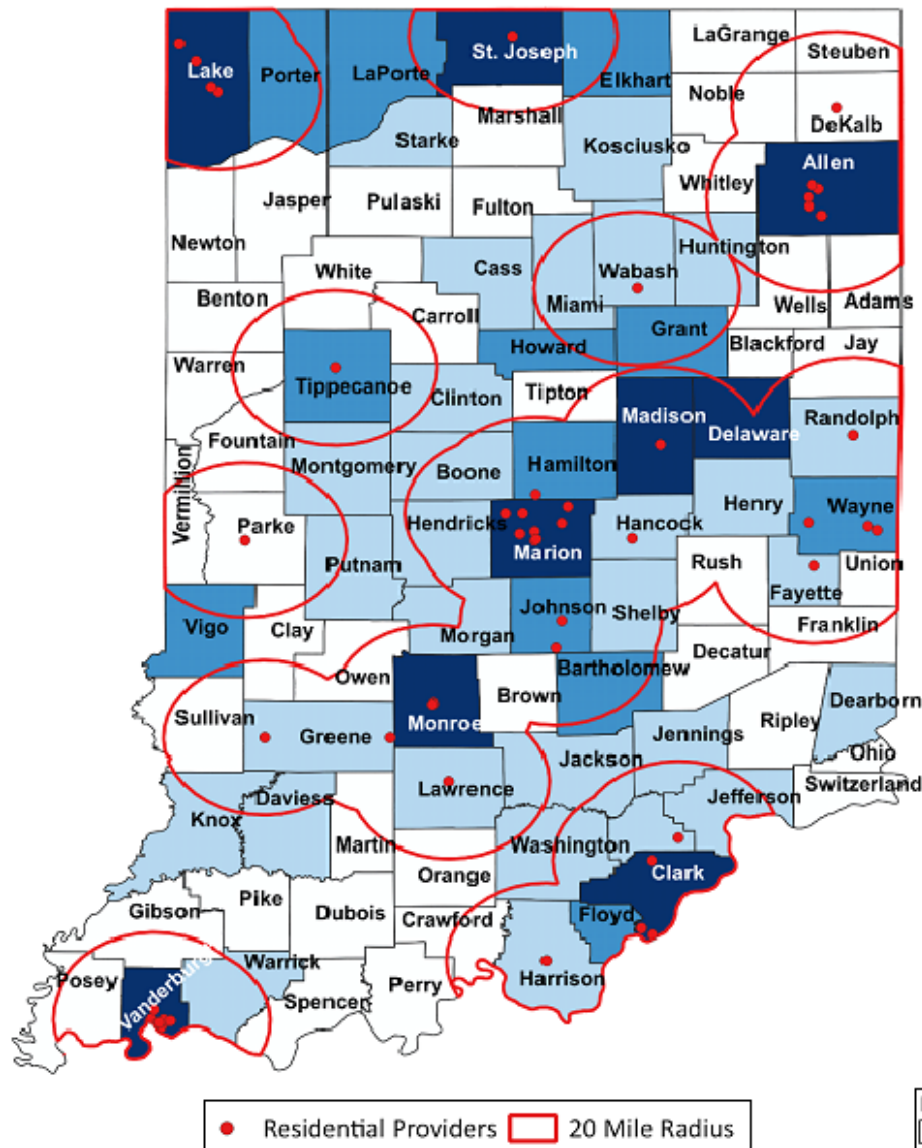 LaGrange
Steuben
Lake
Porter
LaPorte
St. Joseph
Elkhart
Noble
DeKalb
Marshall
Starke
Kosciusko
Allen
Whitley
Jasper
Pulaski
Fulton
Newton
Huntington
White
Cass
Wabash
Benton
Miami
Wells
Adams
Carroll
Grant
Howard
Blackford
Jay
Warren
Tippecanoe
Clinton
Tipton
Madison
Randolph
Delaware
Fountain
Vermillion
Montgomery
Boone
Hamilton
Henry
Wayne
Parke
Hendricks
Hancock
Marion
Rush
Union
Putnam
Fayette
Vigo
Johnson
Shelby
Clay
Morgan
Franklin
Decatur
Owen
Bartholomew
Brown
Dearborn
Sullivan
Monroe
Ripley
Greene
Jennings
Ohio
Jackson
Switzerland
Lawrence
Jefferson
Daviess
Knox
Martin
Washington
Orange
Clark
Pike
Gibson
Dubois
Crawford
Floyd
Warrick
Posey
Vanderburgh
Harrison
Perry
Spencer
Residential Providers
20 Mile Radius